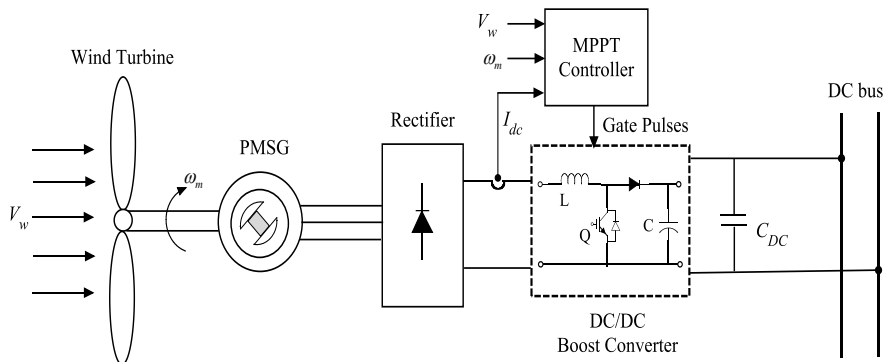 V_w
MPPT
Controller
ω_m
Wind Turbine
DC bus
I_dc
Gate Pulses
Rectifier
PMSG
ω_m
L
V_w
Q
C
C_DC
DC/DC
Boost Converter